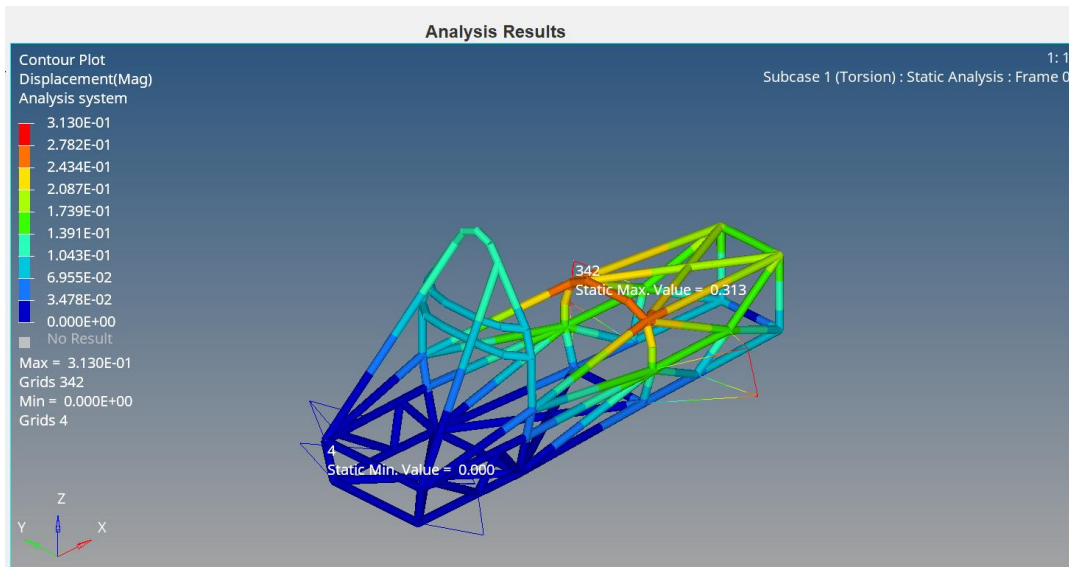 Analysis Results
Contour Plot
Displacement(Mag)
Analysis system
1: 1
Subcase 1 (Torsion) : Static Analysis : Frame 0
3.130E-01
2.782E-01
2.434E-01
2.087E-01
1.739E-01
1.391E-01
1.043E-01
6.955E-02
3.478E-02
0.000E+00
No Result
Max = 3.130E-01
Grids 342
Min = 0.000E+00
Grids 4
342
Static Max. Value = 0.313
4
Static Min. Value = 0.000
Z
Y
X